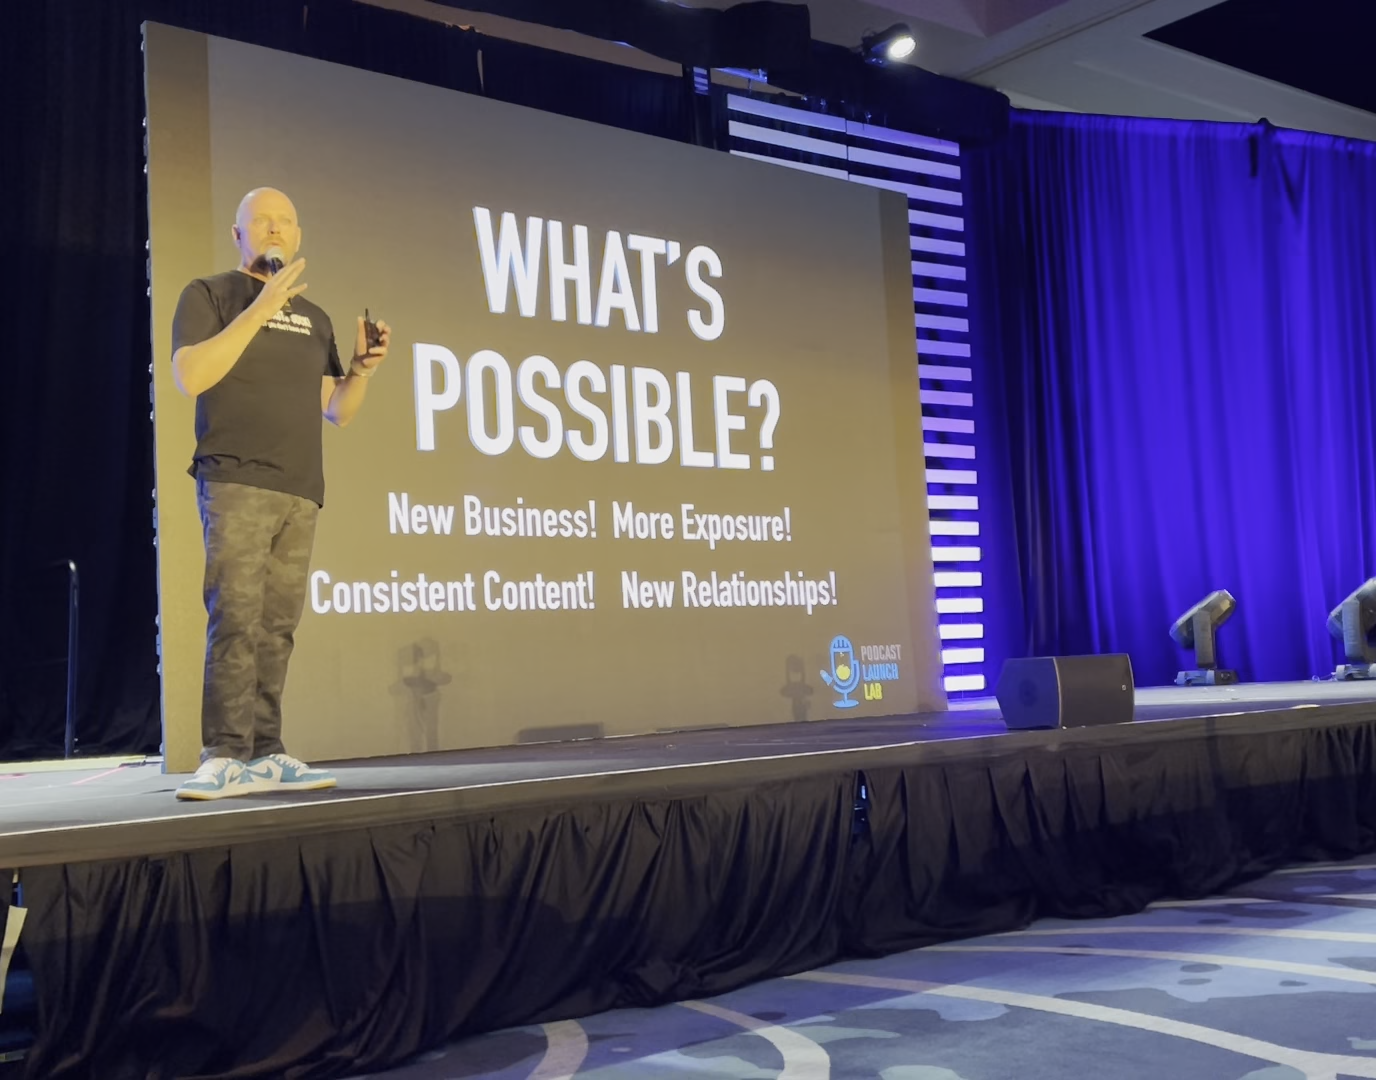 WHAT'S
POSSIBLE?
New Business! More Exposure!
Consistent Content! New Relationships!
PODCAST
LAUNCH
LAB